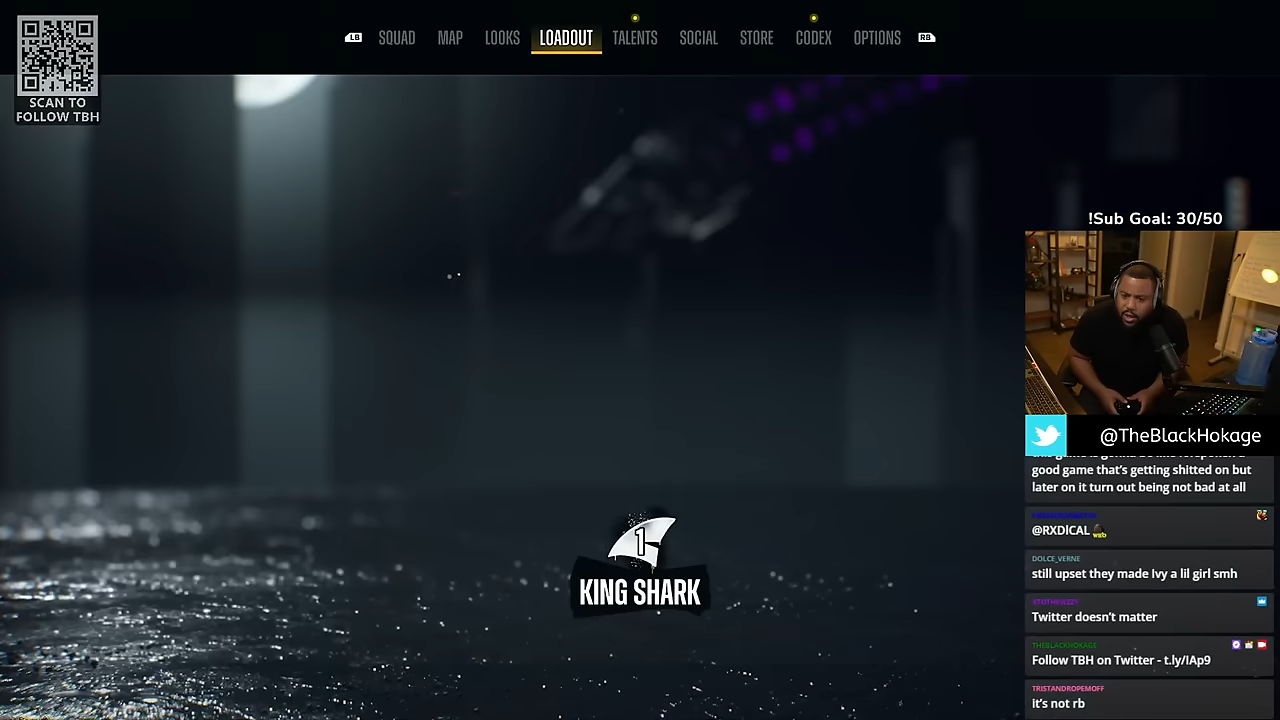 LB
SQUAD
MAP
LOOKS
LOADOUT
TALENTS
SOCIAL
STORE
CODEX
OPTIONS
RB
SCAN TO
FOLLOW TBH
!Sub Goal: 30/50
@TheBlackHokage
good game that's getting shitted on but
later on it turn out being not bad at all
@RXDICAL
DOLCE_VERNE
still upset they made Ivy a lil girl smh
Twitter doesn't matter
THEBLACKHOKAGE
Follow TBH on Twitter - t.ly/IAp9
TRISTANDROPEMOFF
it's not rb
1
KING SHARK